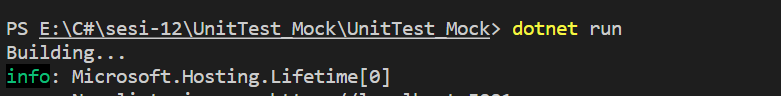 PS E:\C#\sesi-12\UnitTest_Mock\UnitTest_Mock> dotnet run
Building...
info: Microsoft.Hosting.Lifetime[0]